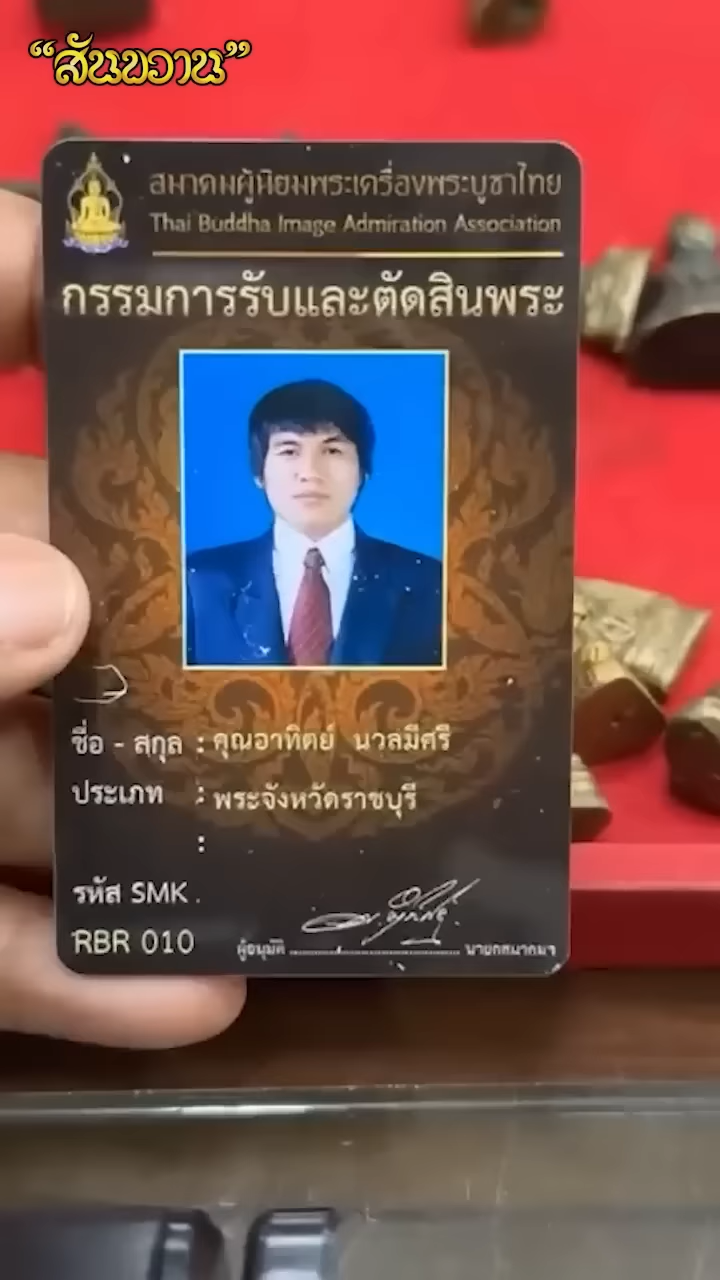 “สันขวาน”
สมาคมผู้นิยมพระเครื่องพระบูชาไทย
Thai Buddha Image Admiration Association
กรรมการรับและตัดสินพระ
ชื่อ - สกุล : คุณอาทิตย์ นวลมีศรี
ประเภท : พระจังหวัดราชบุรี
:
รหัส SMK .
RBR 010
ผู้อนุมัติ นายกสมาคมฯ